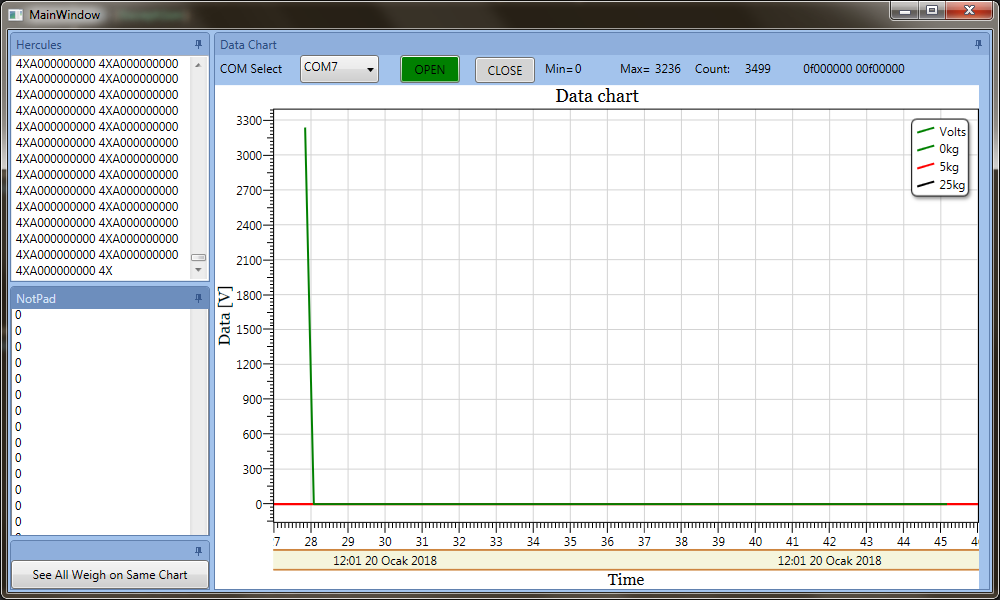 MainWindow
Hercules
4XA000000000 4XA000000000
4XA000000000 4XA000000000
4XA000000000 4XA000000000
4XA000000000 4XA000000000
4XA000000000 4XA000000000
4XA000000000 4XA000000000
4XA000000000 4XA000000000
4XA000000000 4XA000000000
4XA000000000 4XA000000000
4XA000000000 4XA000000000
4XA000000000 4XA000000000
4XA000000000 4XA000000000
4XA000000000 4XA000000000
4XA000000000 4X
NotPad
0
0
0
0
0
0
0
0
0
0
0
0
0
0
See All Weigh on Same Chart
Data Chart
COM Select COM7 OPEN CLOSE Min= 0 Max= 3236 Count: 3499 0f000000 00f00000
Data chart
Volts
0kg
5kg
25kg
Data [V]
3300
3000
2700
2400
2100
1800
1500
1200
900
600
300
0
7 28 29 30 31 32 33 34 35 36 37 38 39 40 41 42 43 44 45 4
12:01 20 Ocak 2018 12:01 20 Ocak 2018
Time